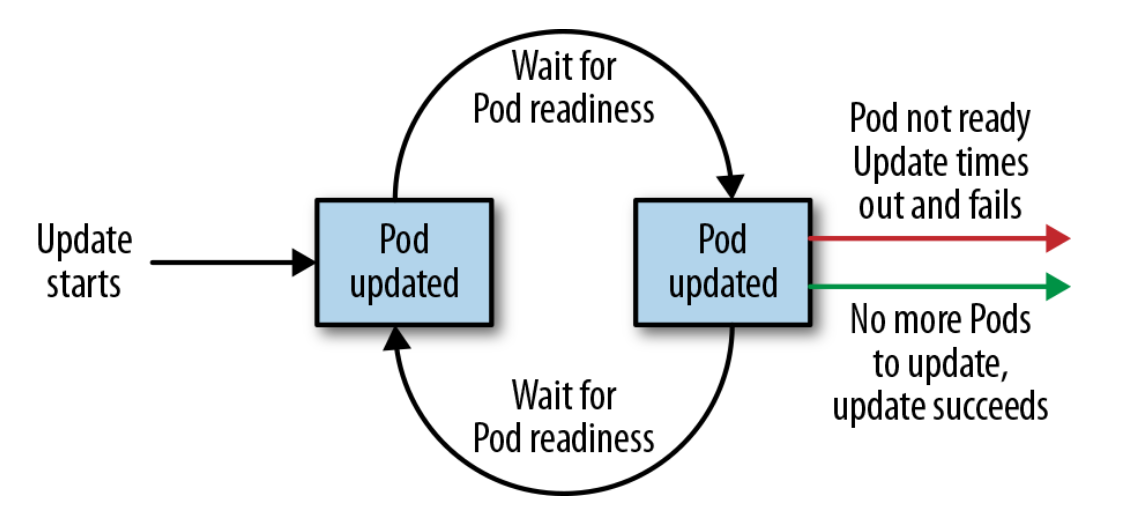 Update
starts
Pod
updated
Wait for
Pod readiness
Pod
updated
Wait for
Pod readiness
Pod not ready
Update times
out and fails
No more Pods
to update,
update succeeds